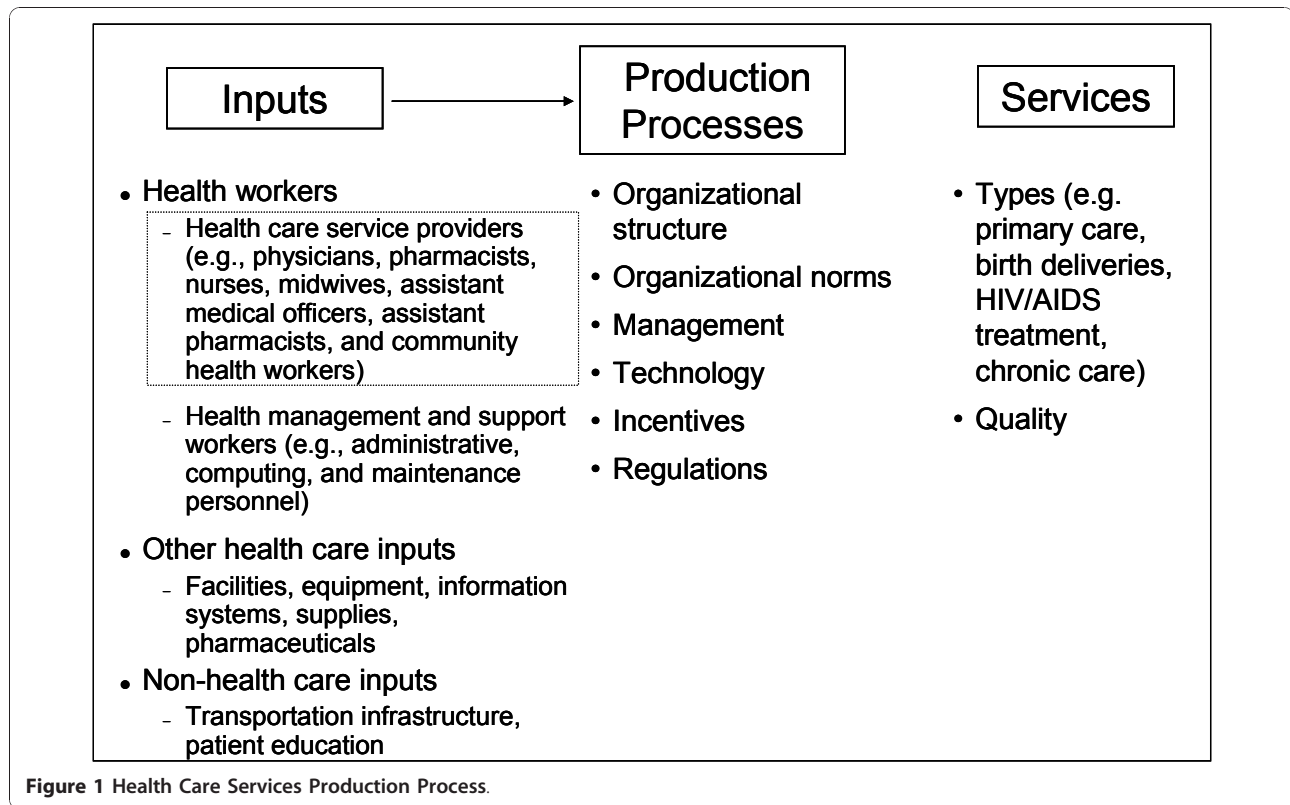 Inputs
Production
Processes
Services
• Health workers
– Health care service providers
(e.g., physicians, pharmacists,
nurses, midwives, assistant
medical officers, assistant
pharmacists, and community
health workers)
– Health management and support
workers (e.g., administrative,
computing, and maintenance
personnel)
• Other health care inputs
– Facilities, equipment, information
systems, supplies,
pharmaceuticals
• Non-health care inputs
– Transportation infrastructure,
patient education
• Organizational
structure
• Organizational norms
• Management
• Technology
• Incentives
• Regulations
• Types (e.g.
primary care,
birth deliveries,
HIV/AIDS
treatment,
chronic care)
• Quality
Figure 1 Health Care Services Production Process.